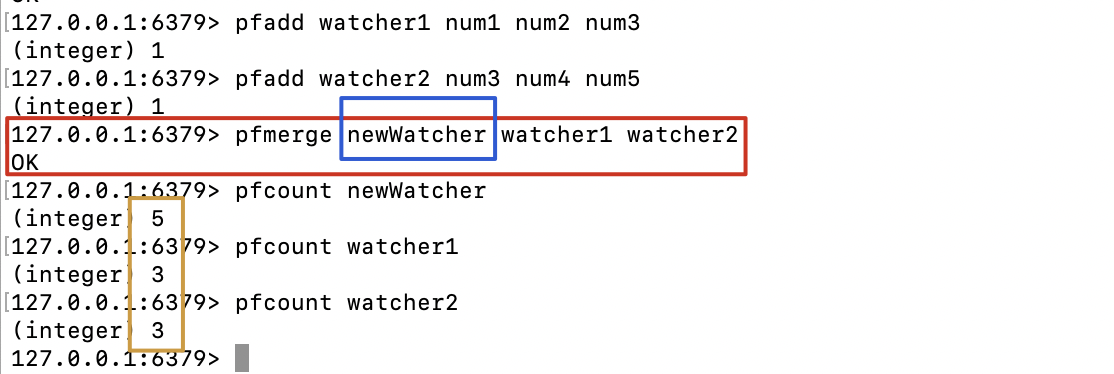 [127.0.0.1:6379> pfadd watcher1 num1 num2 num3
(integer) 1
[127.0.0.1:6379> pfadd watcher2 num3 num4 num5
(integer) 1
127.0.0.1:6379> pfmerge newWatcher watcher1 watcher2
OK
[127.0.0.1:6379> pfcount newWatcher
(integer) 5
[127.0.0.1:6379> pfcount watcher1
(integer) 3
[127.0.0.1:6379> pfcount watcher2
(integer) 3
127.0.0.1:6379>